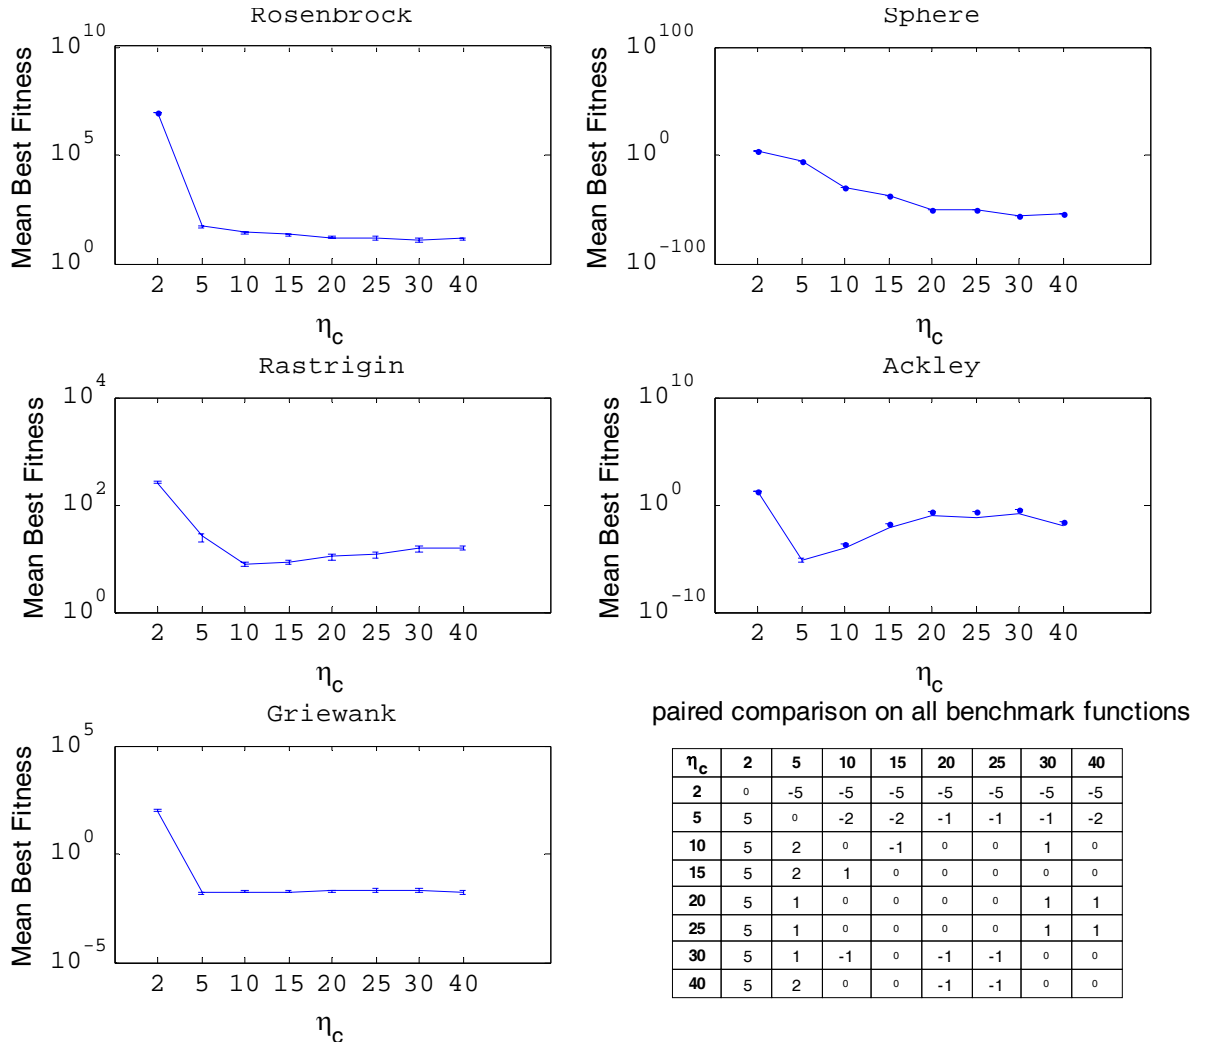 Rosenbrock
Mean Best Fitness
10^10
10^5
10^0
2 5 10 15 20 25 30 40
η_c
Sphere
Mean Best Fitness
10^100
10^0
10^-100
2 5 10 15 20 25 30 40
η_c
Rastrigin
Mean Best Fitness
10^4
10^2
10^0
2 5 10 15 20 25 30 40
η_c
Ackley
Mean Best Fitness
10^10
10^0
10^-10
2 5 10 15 20 25 30 40
η_c
Griewank
Mean Best Fitness
10^5
10^0
10^-5
2 5 10 15 20 25 30 40
η_c
paired comparison on all benchmark functions
η_c 2 5 10 15 20 25 30 40
2 0 -5 -5 -5 -5 -5 -5 -5
5 5 0 -2 -2 -1 -1 -1 -2
10 5 2 0 -1 0 0 1 0
15 5 2 1 0 0 0 0 0
20 5 1 0 0 0 0 1 1
25 5 1 0 0 0 0 1 1
30 5 1 -1 0 -1 -1 0 0
40 5 2 0 0 -1 -1 0 0